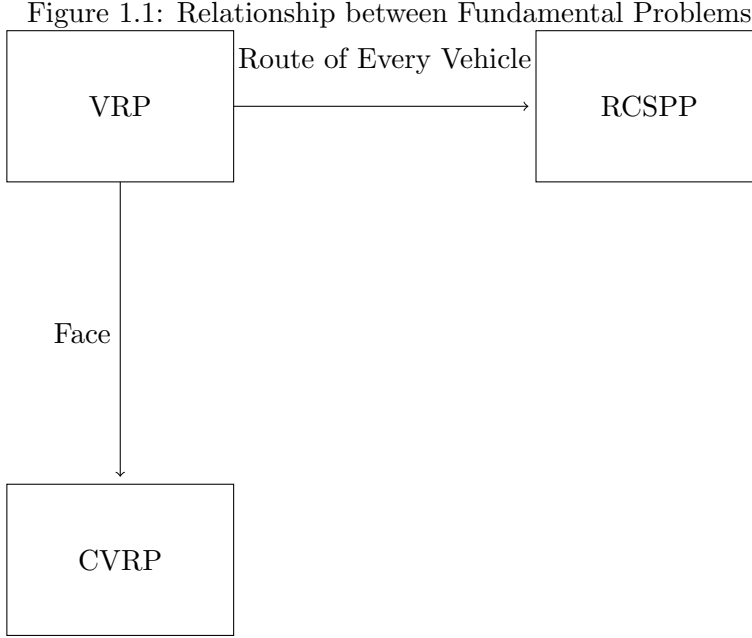 Figure 1.1: Relationship between Fundamental Problems
Route of Every Vehicle
VRP
RCSPP
Face
CVRP